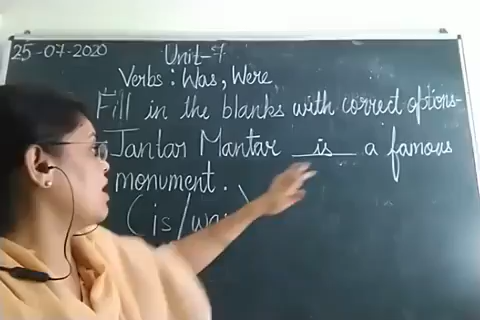 25-07-2020
Unit-7
Verbs: Was, Were
Fill in the blanks with correct options-
Jantar Mantar is a famous
monument.
(is/was)